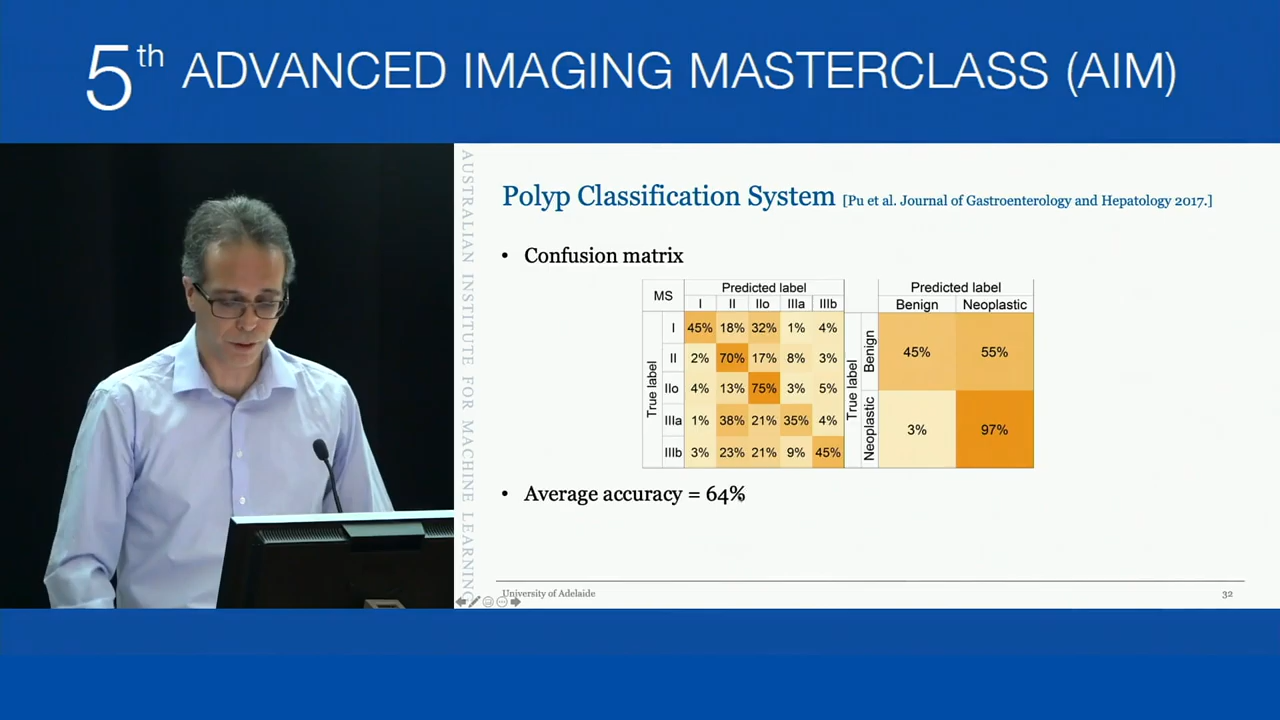 5th ADVANCED IMAGING MASTERCLASS (AIM)
AUSTRALIAN INSTITUTE FOR MACHINE LEARNING
Polyp Classification System [Pu et al. Journal of Gastroenterology and Hepatology 2017.]
• Confusion matrix
MS Predicted label
I II IIo IIIa IIIb
True label
I 45% 18% 32% 1% 4%
II 2% 70% 17% 8% 3%
IIo 4% 13% 75% 3% 5%
IIIa 1% 38% 21% 35% 4%
IIIb 3% 23% 21% 9% 45%
Predicted label
Benign Neoplastic
True label
Benign 45% 55%
Neoplastic 3% 97%
• Average accuracy = 64%
University of Adelaide 32